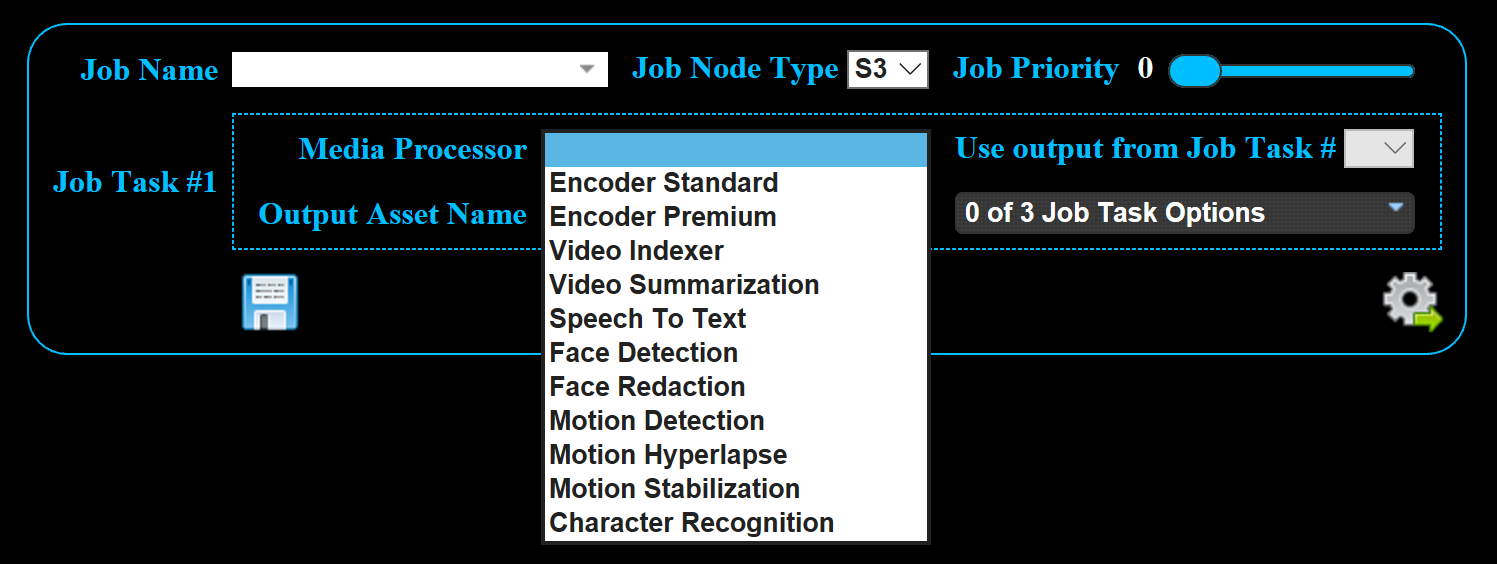 Job Name
Job Node Type S3
Job Priority 0
Job Task #1
Media Processor
Use output from Job Task #
Output Asset Name
0 of 3 Job Task Options
Encoder Standard
Encoder Premium
Video Indexer
Video Summarization
Speech To Text
Face Detection
Face Redaction
Motion Detection
Motion Hyperlapse
Motion Stabilization
Character Recognition